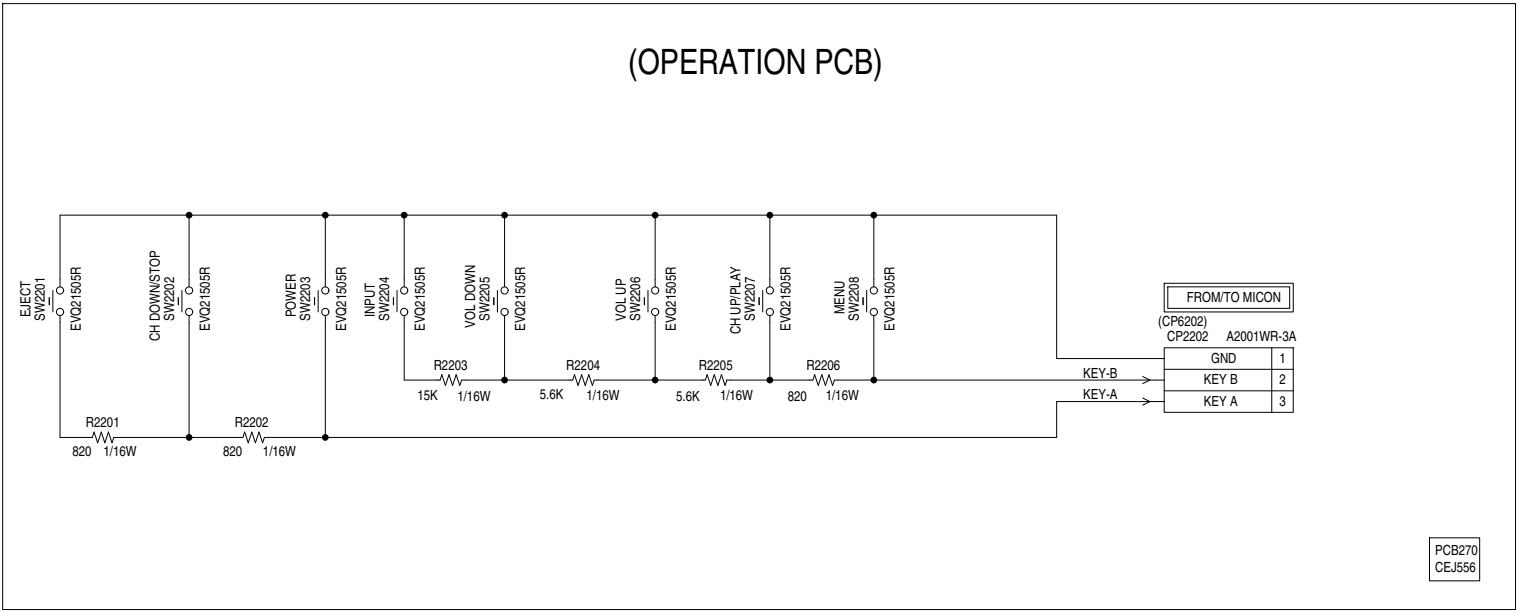 (OPERATION PCB)
EJECT
SW2201
EVQ21505R
CH DOWN/STOP
SW2202
EVQ21505R
POWER
SW2203
EVQ21505R
INPUT
SW2204
EVQ21505R
VOL DOWN
SW2205
EVQ21505R
VOL UP
SW2206
EVQ21505R
CH UP/PLAY
SW2207
EVQ21505R
MENU
SW2208
EVQ21505R
FROM/TO MICON
(CP6202)
CP2202 A2001WR-3A
GND 1
KEY-B KEY B 2
KEY-A KEY A 3
R2203
15K 1/16W
R2204
5.6K 1/16W
R2205
5.6K 1/16W
R2206
820 1/16W
R2201
820 1/16W
R2202
820 1/16W
PCB270
CEJ556